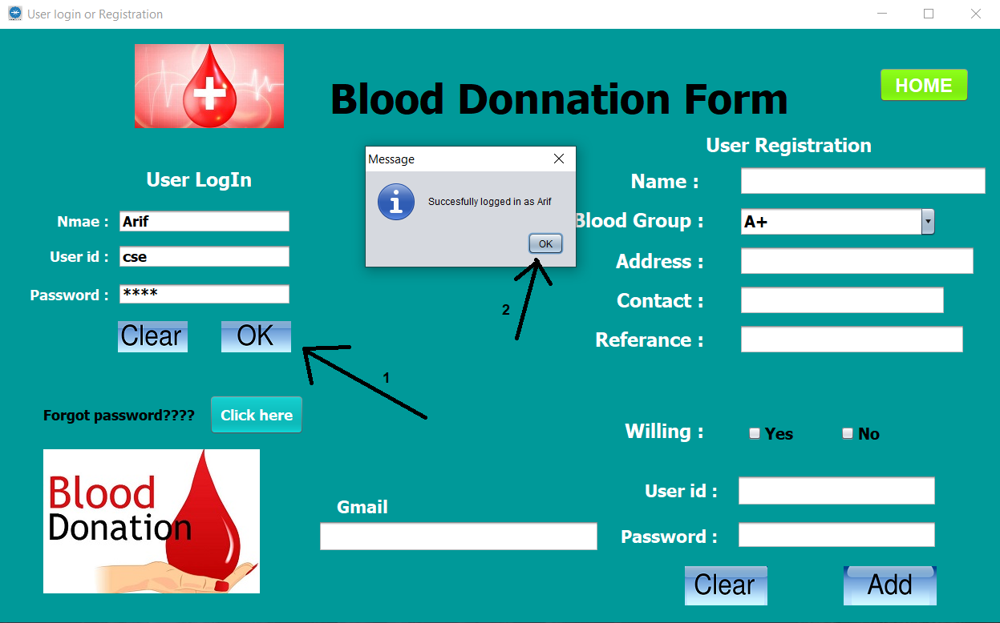 User login or Registration
Blood Donnation Form
HOME
User LogIn
Nmae : Arif
User id : cse
Password : ****
Clear OK
1
Forgot password???? Click here
Blood
Donation
Message
Succesfully logged in as Arif
OK
2
Gmail
User Registration
Name :
Blood Group : A+
Address :
Contact :
Referance :
Willing : Yes No
User id :
Password :
Clear Add